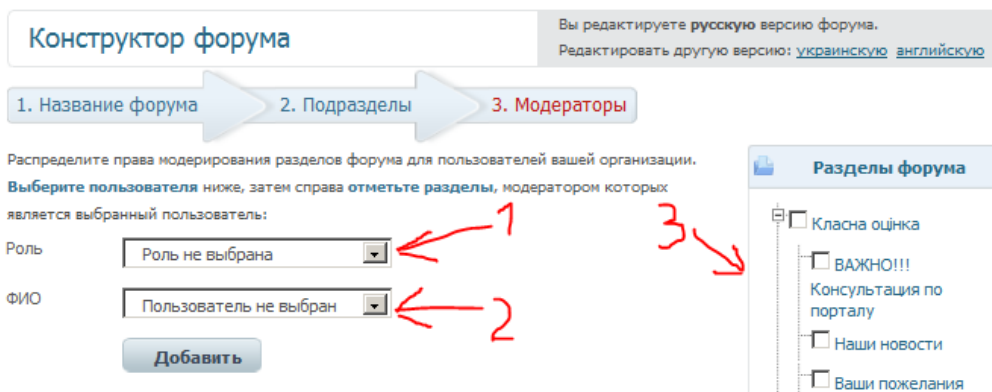 Конструктор форума
Вы редактируете русскую версию форума.
Редактировать другую версию: украинскую английскую
1. Название форума
2. Подразделы
3. Модераторы
Распределите права модерирования разделов форума для пользователей вашей организации.
Выберите пользователя ниже, затем справа отметьте разделы, модератором которых
является выбранный пользователь:
Роль
Роль не выбрана
1
ФИО
Пользователь не выбран
2
Добавить
3
Разделы форума
Класна оцінка
ВАЖНО!!!
Консультация по
порталу
Наши новости
Ваши пожелания